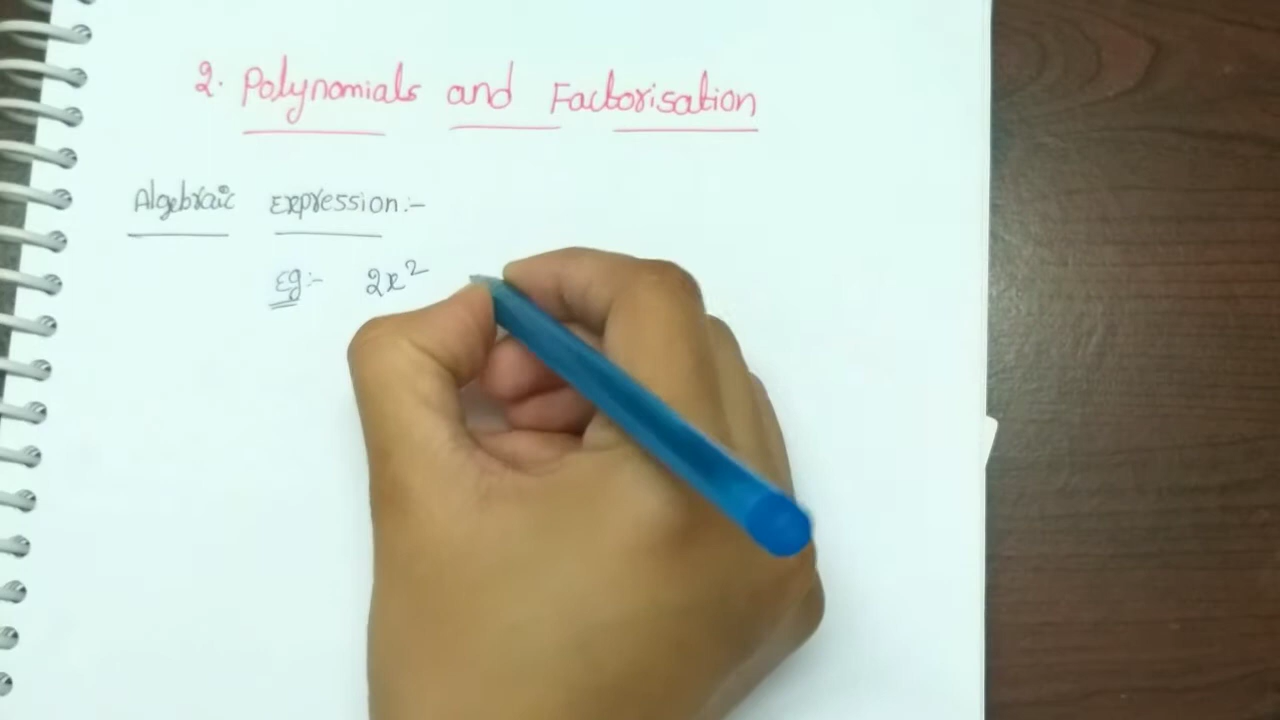 2. Polynomials and Factorisation
Algebraic Expression:-
Eg:- 2x²